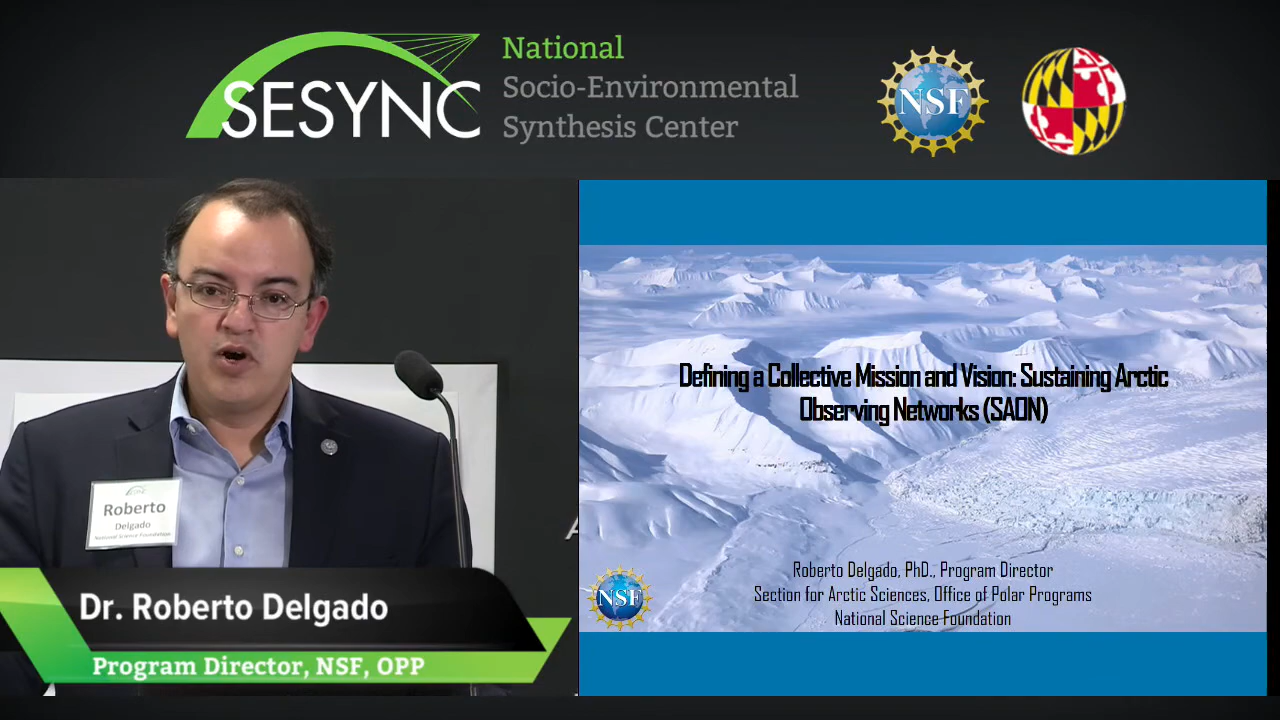 SESYNC
National
Socio-Environmental
Synthesis Center
NSF
Defining a Collective Mission and Vision: Sustaining Arctic
Observing Networks (SAON)
Roberto
Delgado
National Science Foundation
Roberto Delgado, PhD., Program Director
Section for Arctic Sciences, Office of Polar Programs
National Science Foundation
NSF
Dr. Roberto Delgado
Program Director, NSF, OPP